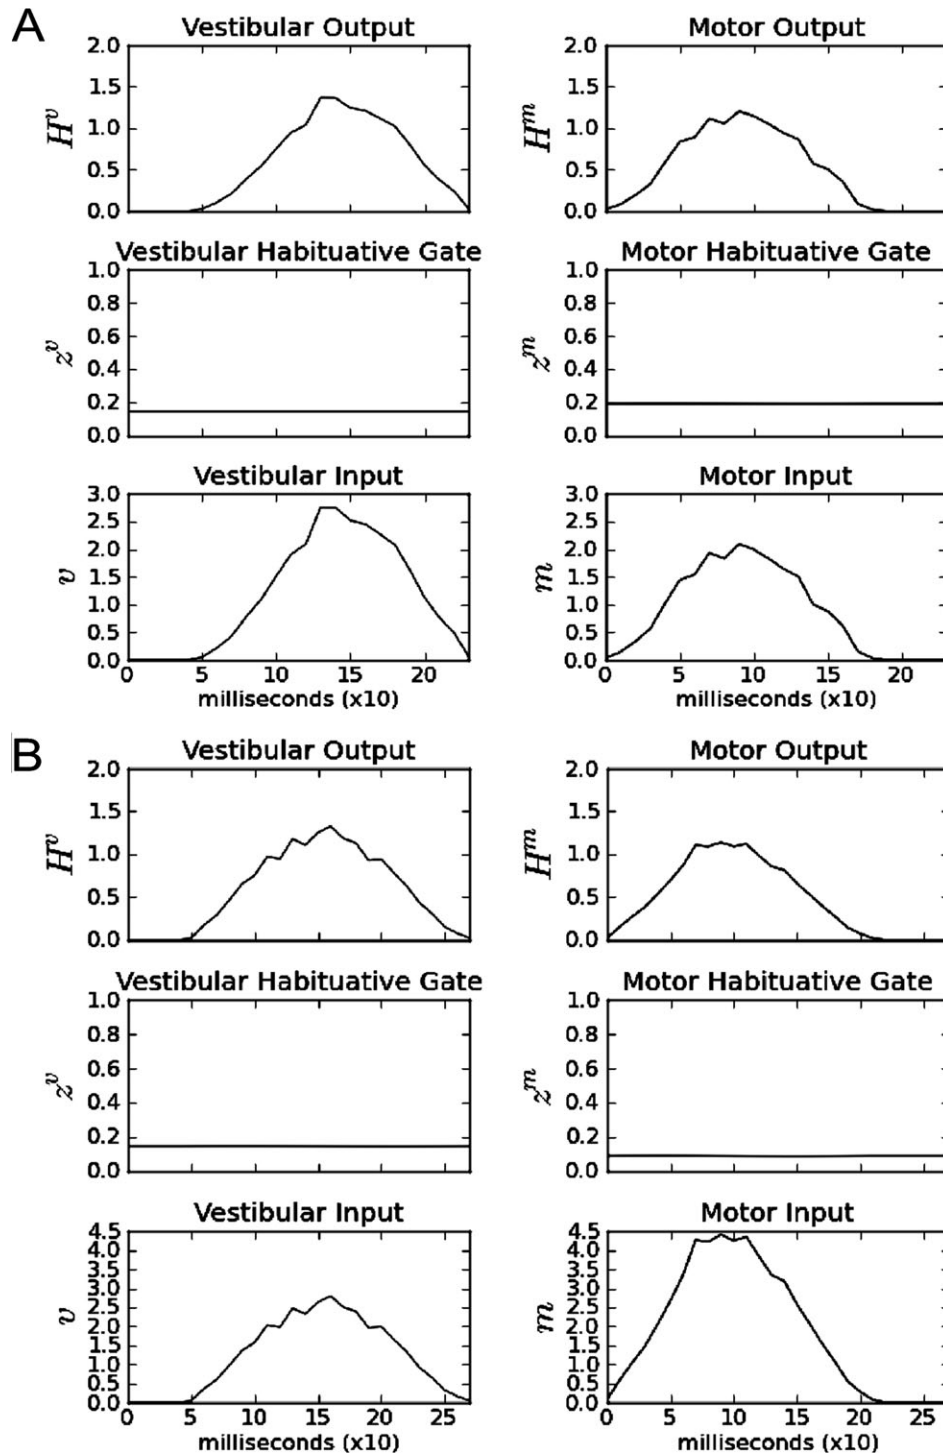 A
Vestibular Output Motor Output
2.0 2.0
1.5 1.5
H^v 1.0 H^m 1.0
0.5 0.5
0.0 0.0
Vestibular Habituative Gate Motor Habituative Gate
1.0 1.0
0.8 0.8
0.6 0.6
z^v 0.4 z^m 0.4
0.2 0.2
0.0 0.0
Vestibular Input Motor Input
3.0 3.0
2.5 2.5
2.0 2.0
v 1.5 m 1.5
1.0 1.0
0.5 0.5
0.0 0.0
0 5 10 15 20 0 5 10 15 20
milliseconds (x10) milliseconds (x10)
B
Vestibular Output Motor Output
2.0 2.0
1.5 1.5
H^v 1.0 H^m 1.0
0.5 0.5
0.0 0.0
Vestibular Habituative Gate Motor Habituative Gate
1.0 1.0
0.8 0.8
0.6 0.6
z^v 0.4 z^m 0.4
0.2 0.2
0.0 0.0
Vestibular Input Motor Input
4.5 4.5
4.0 4.0
3.5 3.5
3.0 3.0
2.5 2.5
v 2.0 m 2.0
1.5 1.5
1.0 1.0
0.5 0.5
0.0 0.0
0 5 10 15 20 25 0 5 10 15 20 25
milliseconds (x10) milliseconds (x10)